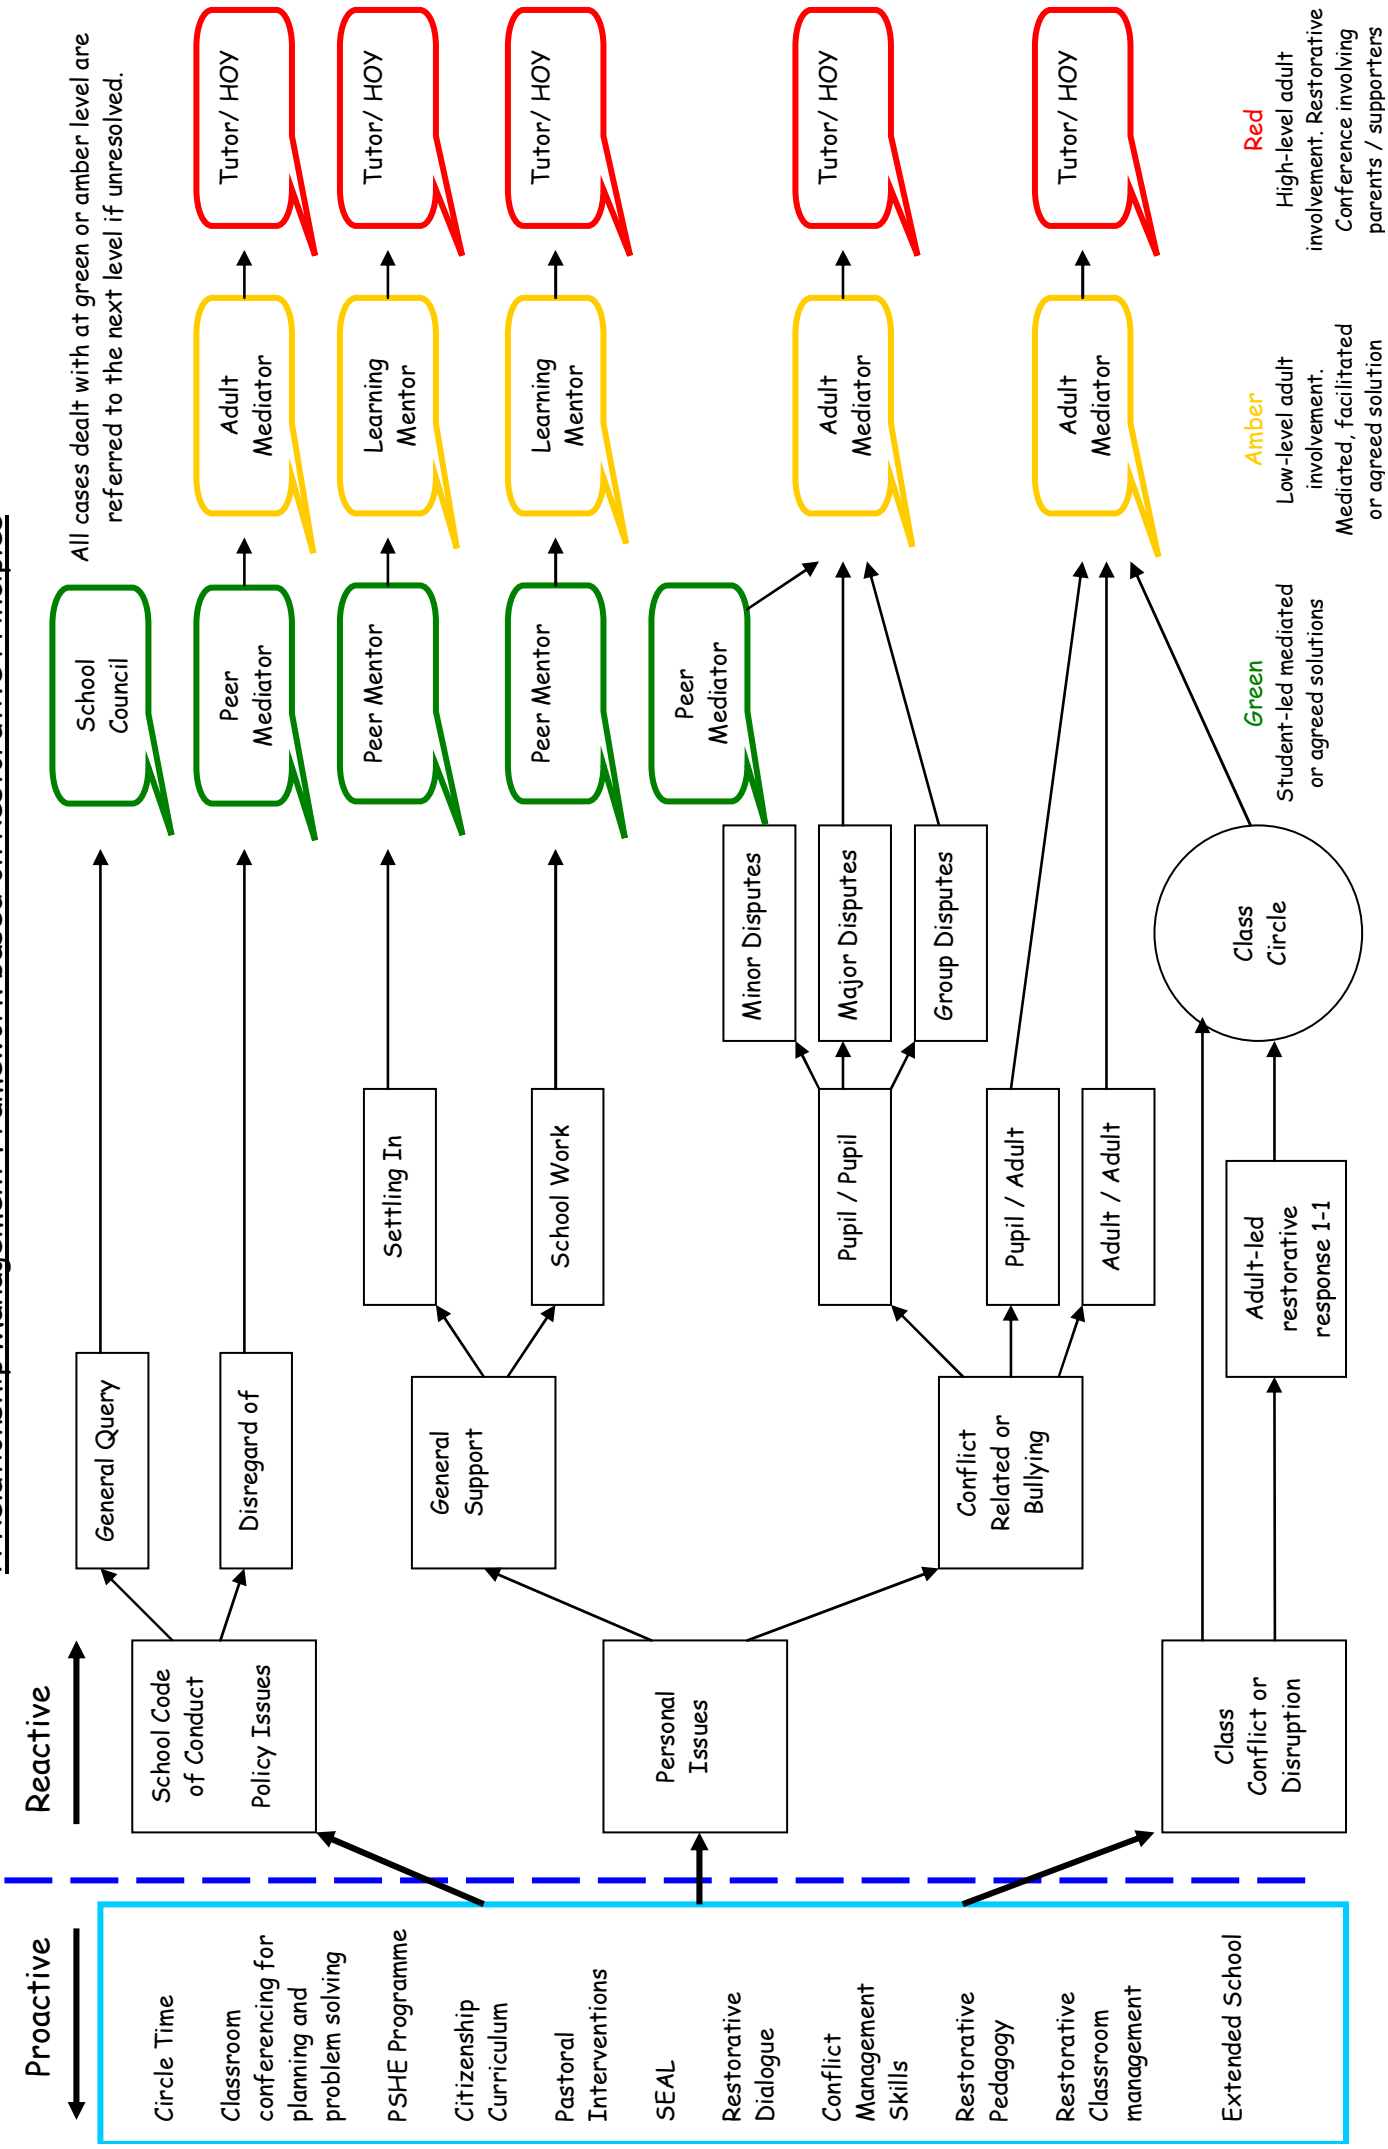 A Relationship Management Framework based on Restorative Principles
Proactive
Reactive
All cases dealt with at green or amber level are
referred to the next level if unresolved.
Circle Time
Classroom
conferencing for
planning and
problem solving
PSHE Programme
Citizenship
Curriculum
Pastoral
Interventions
SEAL
Restorative
Dialogue
Conflict
Management
Skills
Restorative
Pedagogy
Restorative
Classroom
management
Extended School
School Code
of Conduct
Policy Issues
Personal
Issues
Class
Conflict or
Disruption
General Query
Disregard of
General
Support
Conflict
Related or
Bullying
Settling In
School Work
Pupil / Pupil
Pupil / Adult
Adult / Adult
Adult-led
restorative
response 1-1
Minor Disputes
Major Disputes
Group Disputes
Class
Circle
School
Council
Peer
Mediator
Peer Mentor
Peer Mentor
Peer
Mediator
Adult
Mediator
Learning
Mentor
Learning
Mentor
Adult
Mediator
Adult
Mediator
Tutor/ HOY
Tutor/ HOY
Tutor/ HOY
Tutor/ HOY
Tutor/ HOY
Green
Student-led mediated
or agreed solutions
Amber
Low-level adult
involvement.
Mediated, facilitated
or agreed solution
Red
High-level adult
involvement. Restorative
Conference involving
parents / supporters